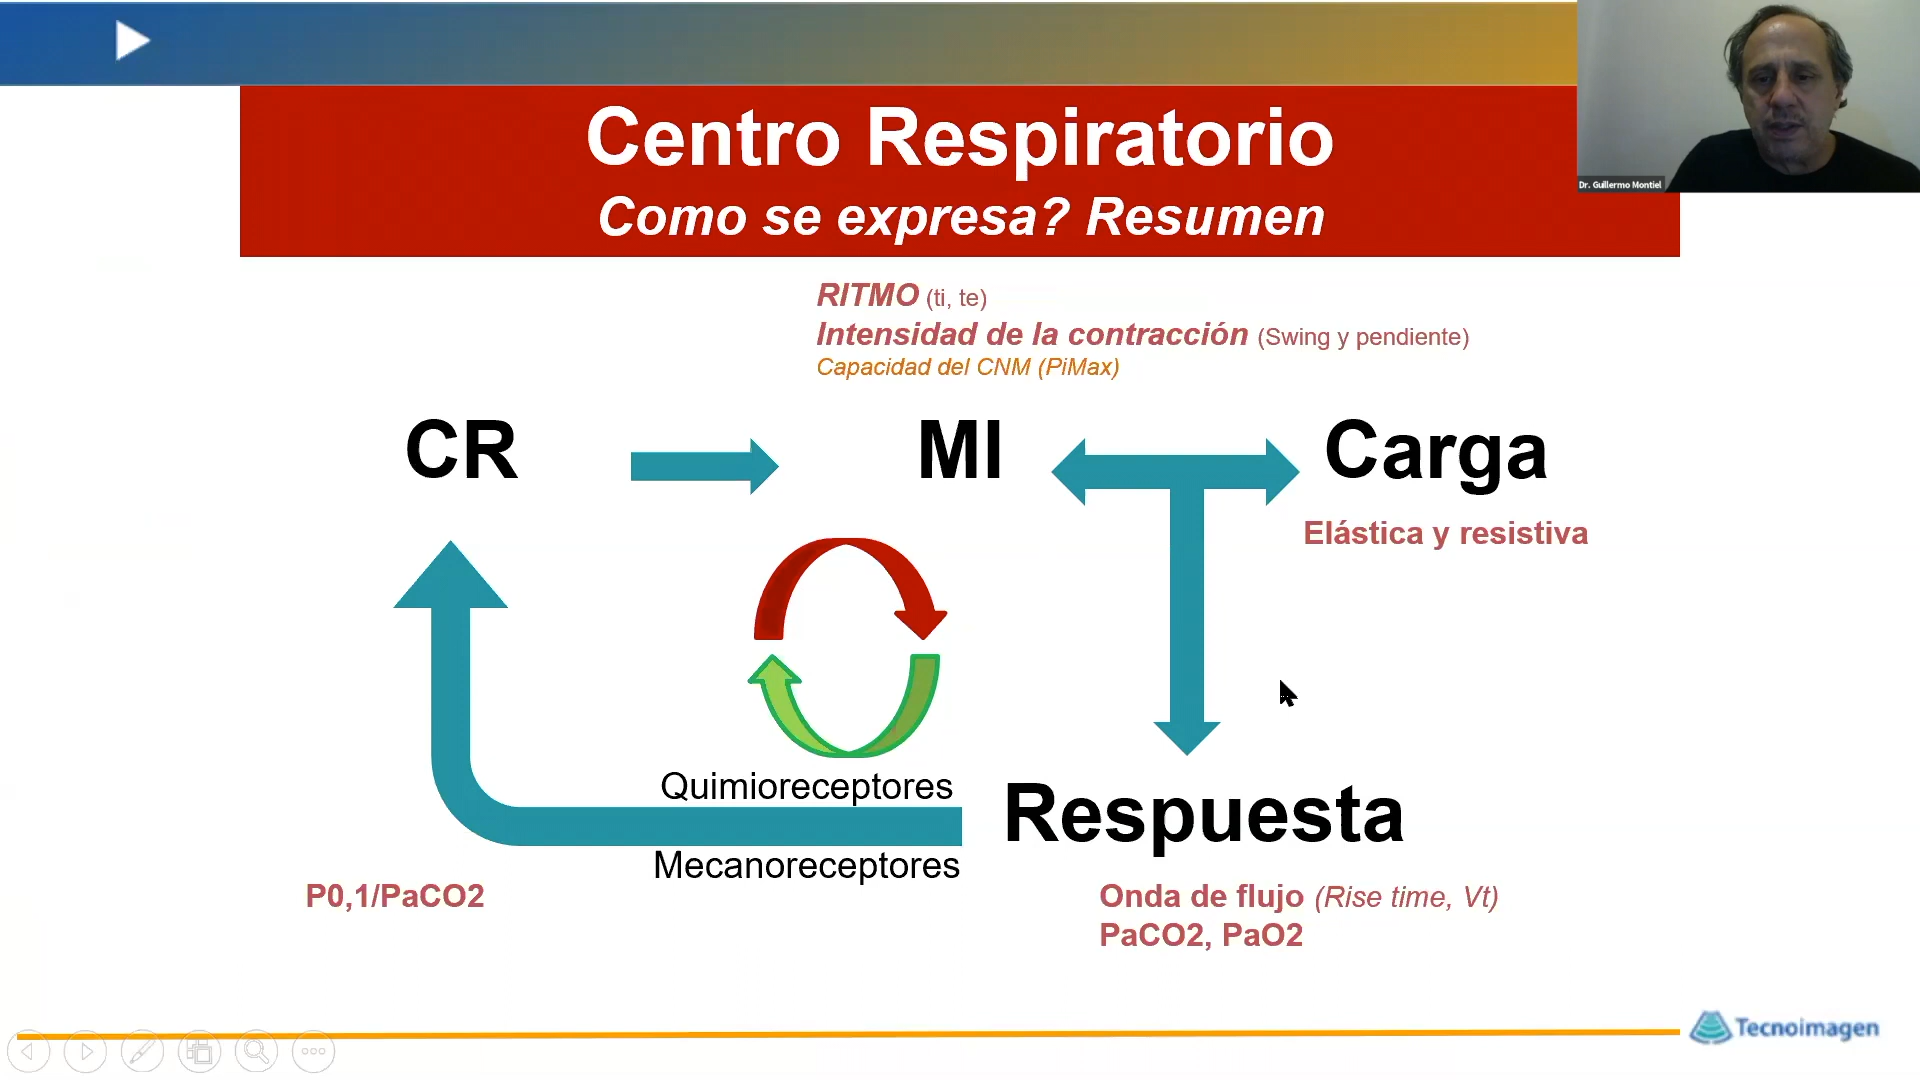 Centro Respiratorio
Como se expresa? Resumen
Dr. Guillermo Montiel
RITMO (ti, te)
Intensidad de la contracción (Swing y pendiente)
Capacidad del CNM (PiMax)
CR
MI
Carga
Elástica y resistiva
Quimioreceptores
Mecanoreceptores
Respuesta
P0,1/PaCO2
Onda de flujo (Rise time, Vt)
PaCO2, PaO2
Tecnoimagen